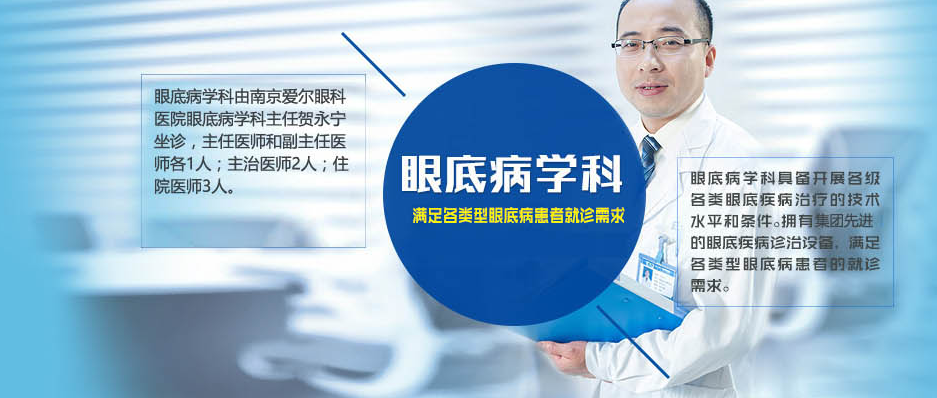 眼底病学科由南京爱尔眼科
医院眼底病学科主任贺永宁
坐诊，主任医师和副主任医
师各1人；主治医师2人；住
院医师3人。
眼底病学科
满足各类型眼底病患者就诊需求
眼底病学科具备开展各级
各类眼底疾病治疗的技术
水平和条件。拥有集团先进
的眼底疾病诊治设备，满足
各类型眼底病患者的就诊
需求。